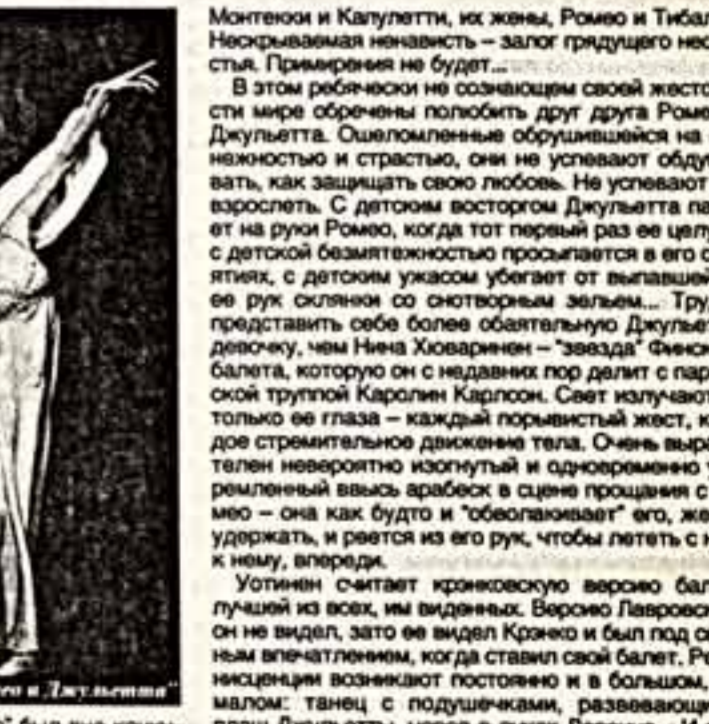 Монтекки и Капулетти, их жены, Ромео и Тибал
Нескрываемая ненависть – залог грядущего нес
стья. Примирения не будет...
В этом ребячески не сознающем своей жесто
сти мире обречены полюбить друг друга Роме
Джульетта. Ошеломленные обрушившейся на
нежностью и страстью, они не успевают обду
вать, как защищать свою любовь. Не успевают
взрослеть. С детским восторгом Джульетта па
ет на руки Ромео, когда тот первый раз ее целу
с детской безмятежностью просыпается в его о
ятиях, с детским ужасом убегает от выпавшей
ее рук склянки со снотворным зельем... Тру
представить себе более обаятельную Джульет
девочку, чем Нина Хюваринен – "звезда" Финск
балета, которую он с недавних пор делит с пар
ской труппой Каролин Карлсон. Свет излучают
только ее глаза – каждый порывистый жест, к
дое стремительное движение тела. Очень выра
телен невероятно изогнутый и одновременно у
ремленный ввысь арабеск в сцене прощания с
мео – она как будто и "обволакивает" его, же
удержать, и рвется из его рук, чтобы лететь с н
к нему, впереди.
Уотинен считает крэнковскую версию бал
лучшей из всех, им виденных. Версию Лавровск
он не видел, зато ее видел Крэнко и был под с
ным впечатлением, когда ставил свой балет. Ре
нисценции возникают постоянно и в большом,
малом: танец с подушечками, развевающи
ео и Джульетта"